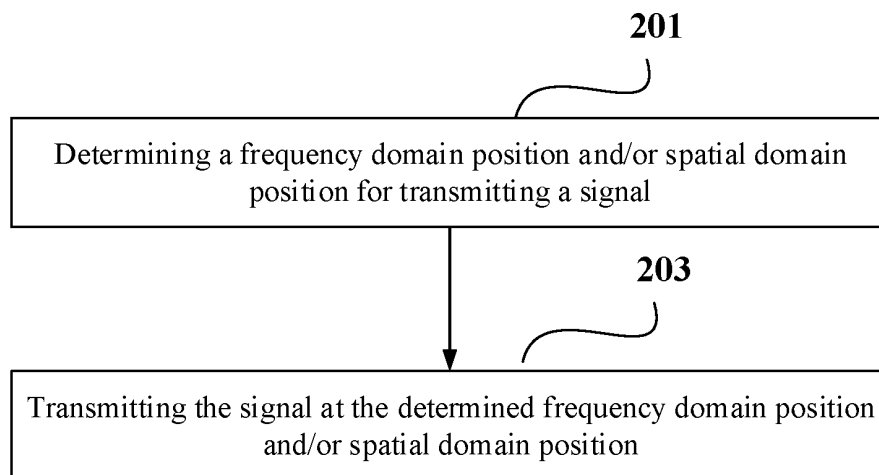 201
Determining a frequency domain position and/or spatial domain
position for transmitting a signal
203
Transmitting the signal at the determined frequency domain position
and/or spatial domain position